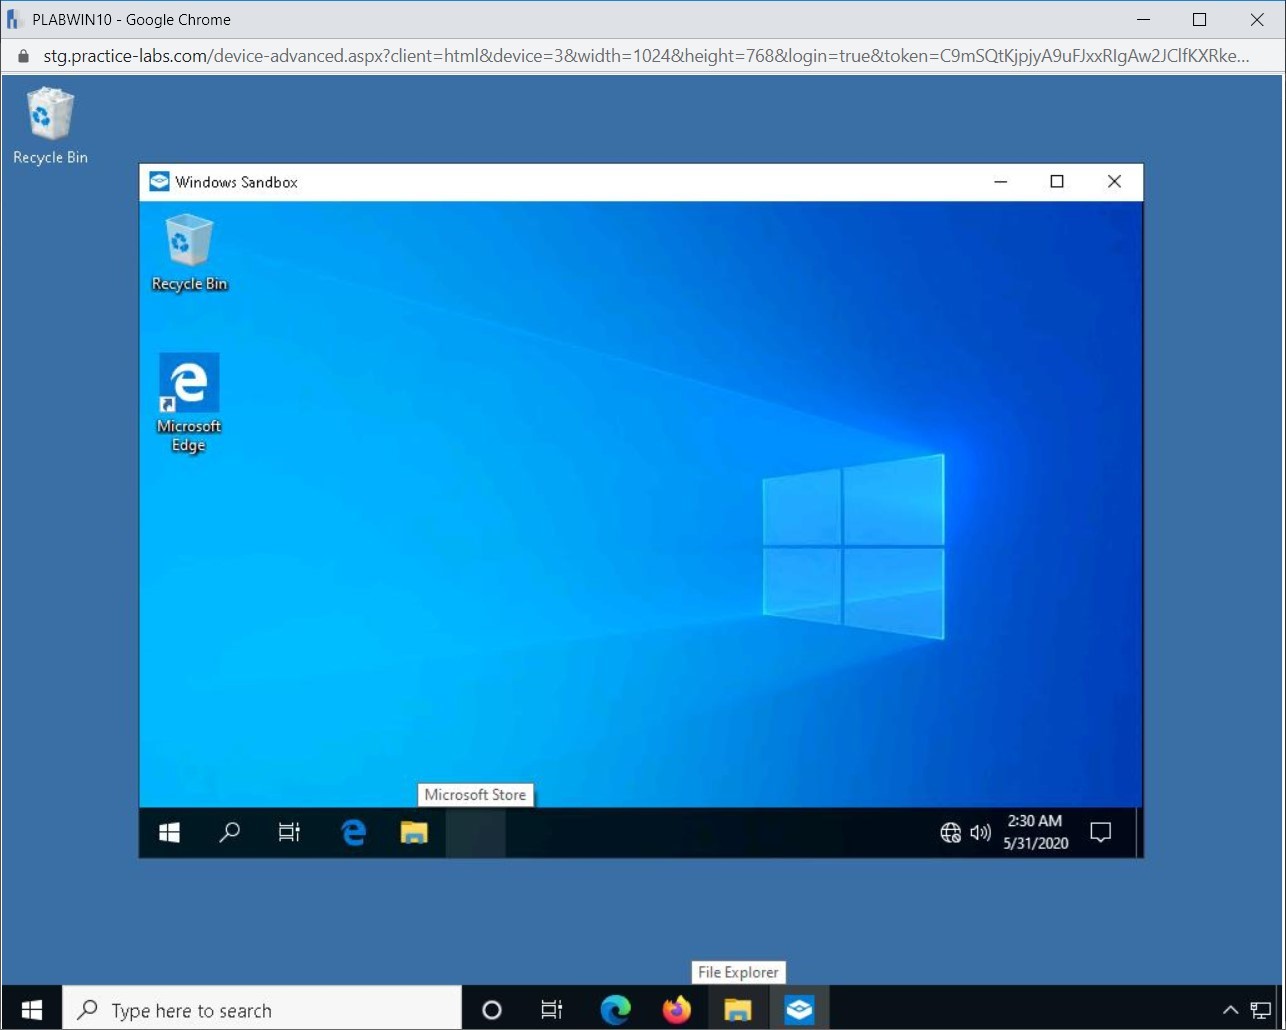 PLABWIN10 - Google Chrome
stg.practice-labs.com/device-advanced.aspx?client=html&device=3&width=1024&height=768&login=true&token=C9mSQtKjpjyA9uFJxxRIgAw2JClfKXRke...
Recycle Bin
Windows Sandbox
Recycle Bin
Microsoft
Edge
Microsoft Store
2:30 AM
5/31/2020
File Explorer
Type here to search